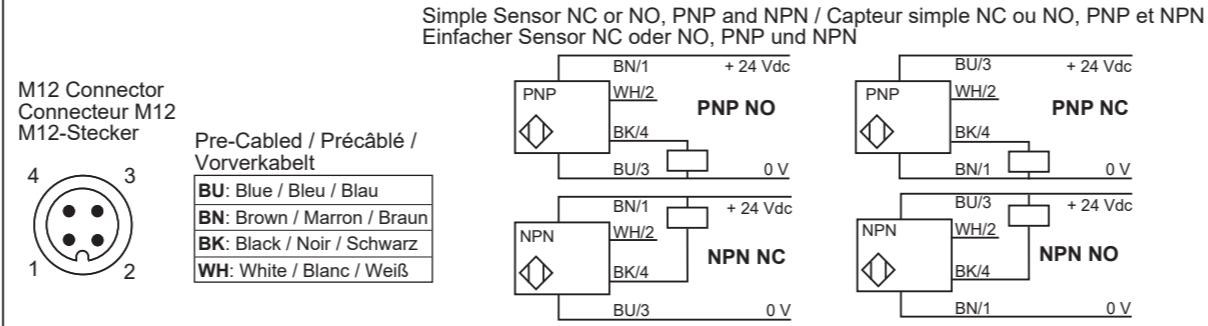 Simple Sensor NC or NO, PNP and NPN / Capteur simple NC ou NO, PNP et NPN
Einfacher Sensor NC oder NO, PNP und NPN
M12 Connector
Connecteur M12
M12-Stecker
4
3
1
2
Pre-Cabled / Précâblé /
Vorverkabelt
BU: Blue / Bleu / Blau
BN: Brown / Marron / Braun
BK: Black / Noir / Schwarz
WH: White / Blanc / Weiß
BN/1
+ 24 Vdc
PNP
WH/2
PNP NO
BK/4
BU/3
0 V
BU/3
+ 24 Vdc
PNP
WH/2
PNP NC
BK/4
BN/1
0 V
BN/1
+ 24 Vdc
NPN
WH/2
NPN NC
BK/4
BU/3
0 V
BU/3
+ 24 Vdc
NPN
WH/2
NPN NO
BK/4
BN/1
0 V